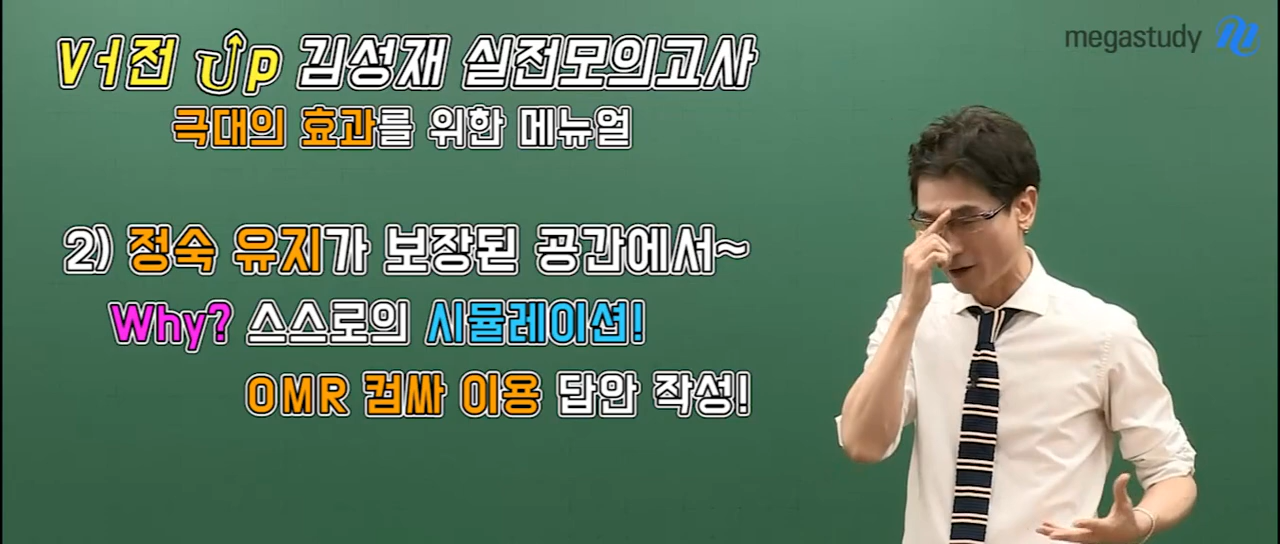 megastudy
Vㅓ전 Up 김성재 실전모의고사
극대의 효과를 위한 메뉴얼
2) 정숙 유지가 보장된 공간에서~
Why? 스스로의 시뮬레이션!
OMR 컴싸 이용 답안 작성!